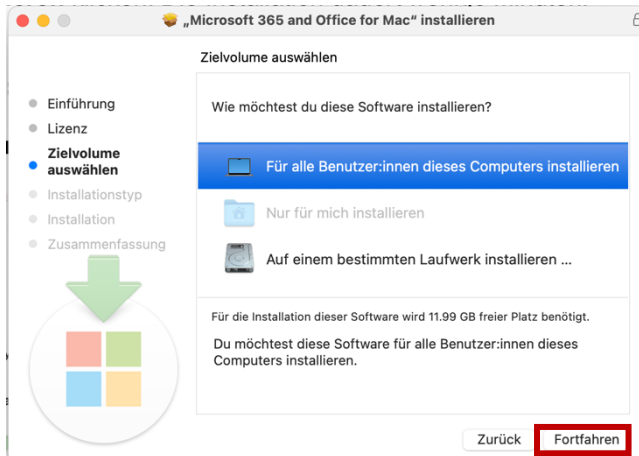 „Microsoft 365 and Office for Mac“ installieren
Zielvolume auswählen
Einführung
Lizenz
Zielvolume
auswählen
Installationstyp
Installation
Zusammenfassung
Wie möchtest du diese Software installieren?
Für alle Benutzer:innen dieses Computers installieren
Nur für mich installieren
Auf einem bestimmten Laufwerk installieren ...
Für die Installation dieser Software wird 11.99 GB freier Platz benötigt.
Du möchtest diese Software für alle Benutzer:innen dieses
Computers installieren.
Zurück
Fortfahren